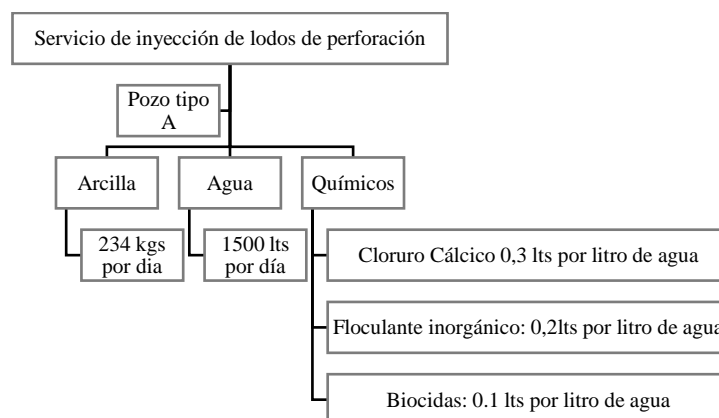 Servicio de inyección de lodos de perforación
Pozo tipo
A
Arcilla
Agua
Químicos
234 kgs
por dia
1500 lts
por día
Cloruro Cálcico 0,3 lts por litro de agua
Floculante inorgánico: 0,2lts por litro de agua
Biocidas: 0.1 lts por litro de agua